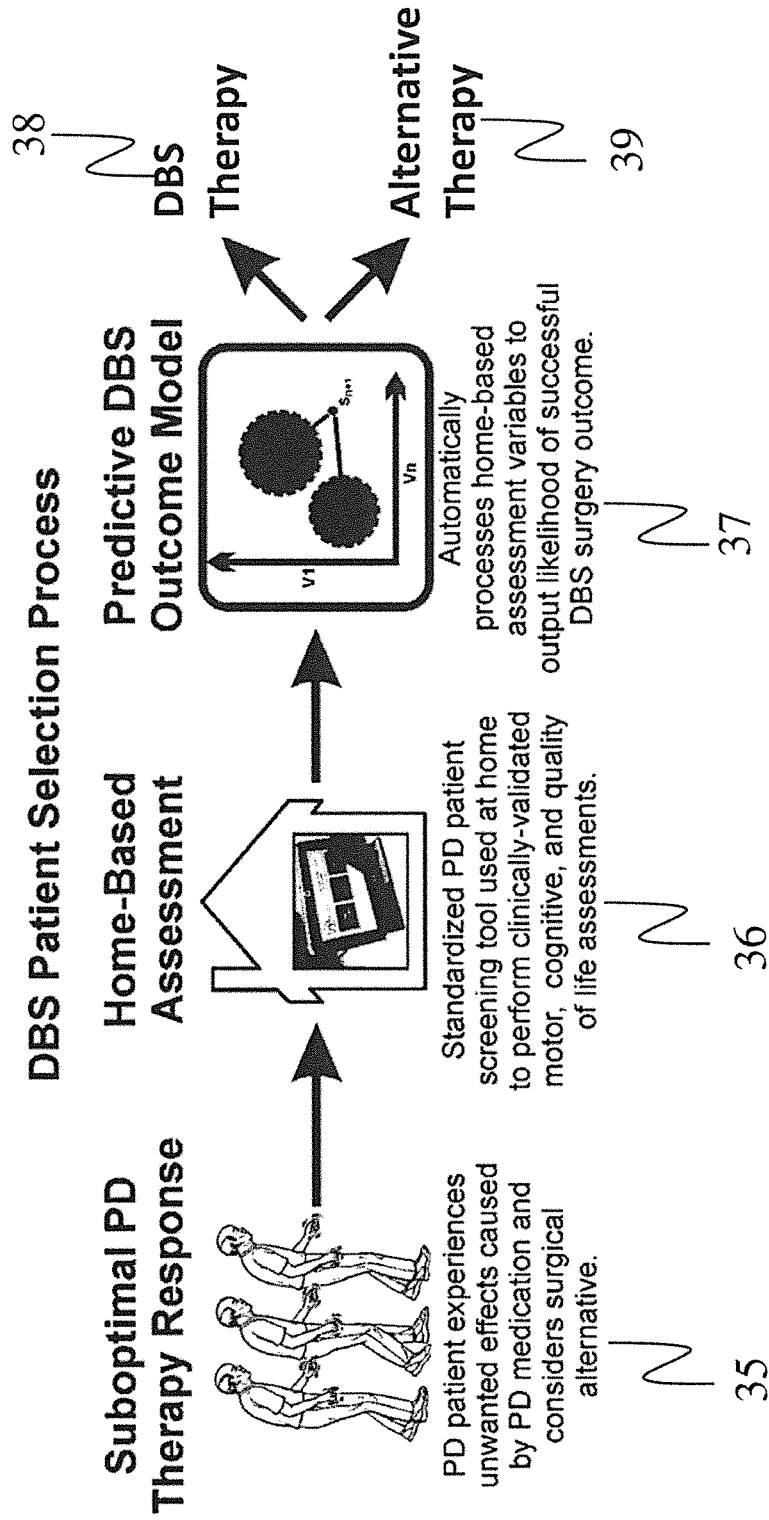 DBS Patient Selection Process
Suboptimal PD
Therapy Response
PD patient experiences
unwanted effects caused
by PD medication and
considers surgical
alternative.
35
Home-Based
Assessment
Standardized PD patient
screening tool used at home
to perform clinically-validated
motor, cognitive, and quality
of life assessments.
36
Predictive DBS
Outcome Model
V1
Vn
Sn+1
Automatically
processes home-based
assessment variables to
output likelihood of successful
DBS surgery outcome.
37
38
DBS
Therapy
Alternative
Therapy
39